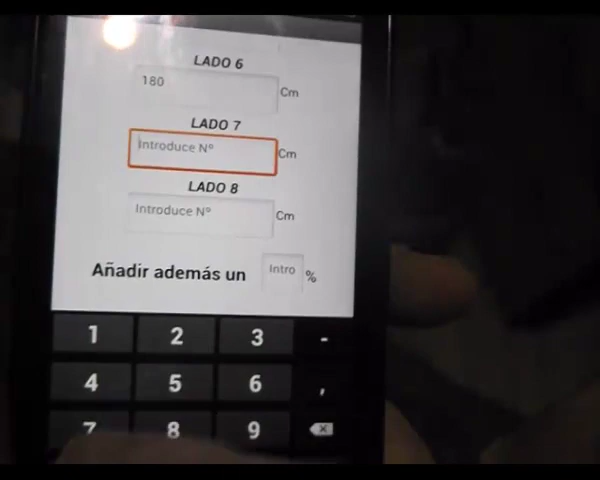 LADO 6
180 Cm
LADO 7
Introduce Nº Cm
LADO 8
Introduce Nº Cm
Añadir además un Intro %
1 2 3 -
4 5 6 ,
7 8 9